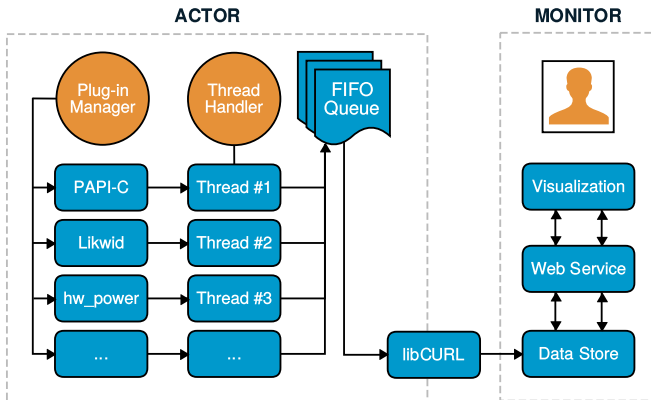 ACTOR
MONITOR
Plug-in
Manager
Thread
Handler
FIFO
Queue
PAPI-C
Thread #1
Visualization
Likwid
Thread #2
Web Service
hw_power
Thread #3
...
...
libCURL
Data Store